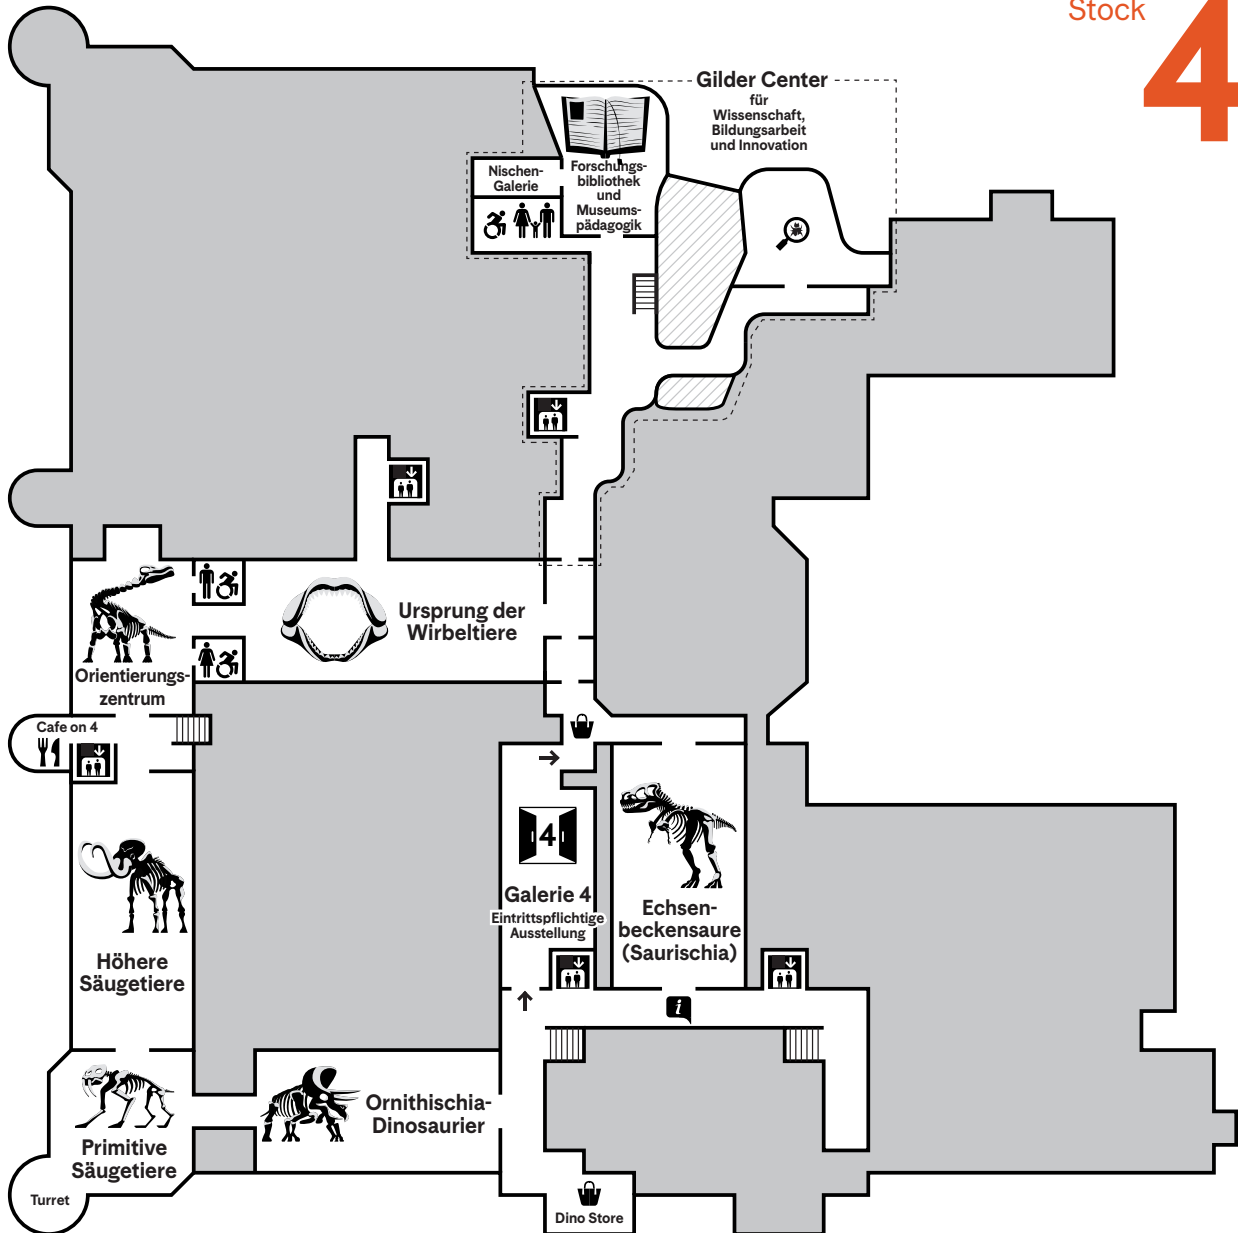 Stock
4
Gilder Center
für
Wissenschaft,
Bildungsarbeit
und Innovation
Forschungs-
bibliothek
und
Museums-
pädagogik
Nischen-
Galerie
Ursprung der
Wirbeltiere
Orientierungs-
zentrum
Cafe on 4
4
Galerie 4
Eintrittspflichtige
Ausstellung
Echsen-
beckensaure
(Saurischia)
Höhere
Säugetiere
i
Ornithischia-
Dinosaurier
Primitive
Säugetiere
Turret
Dino Store